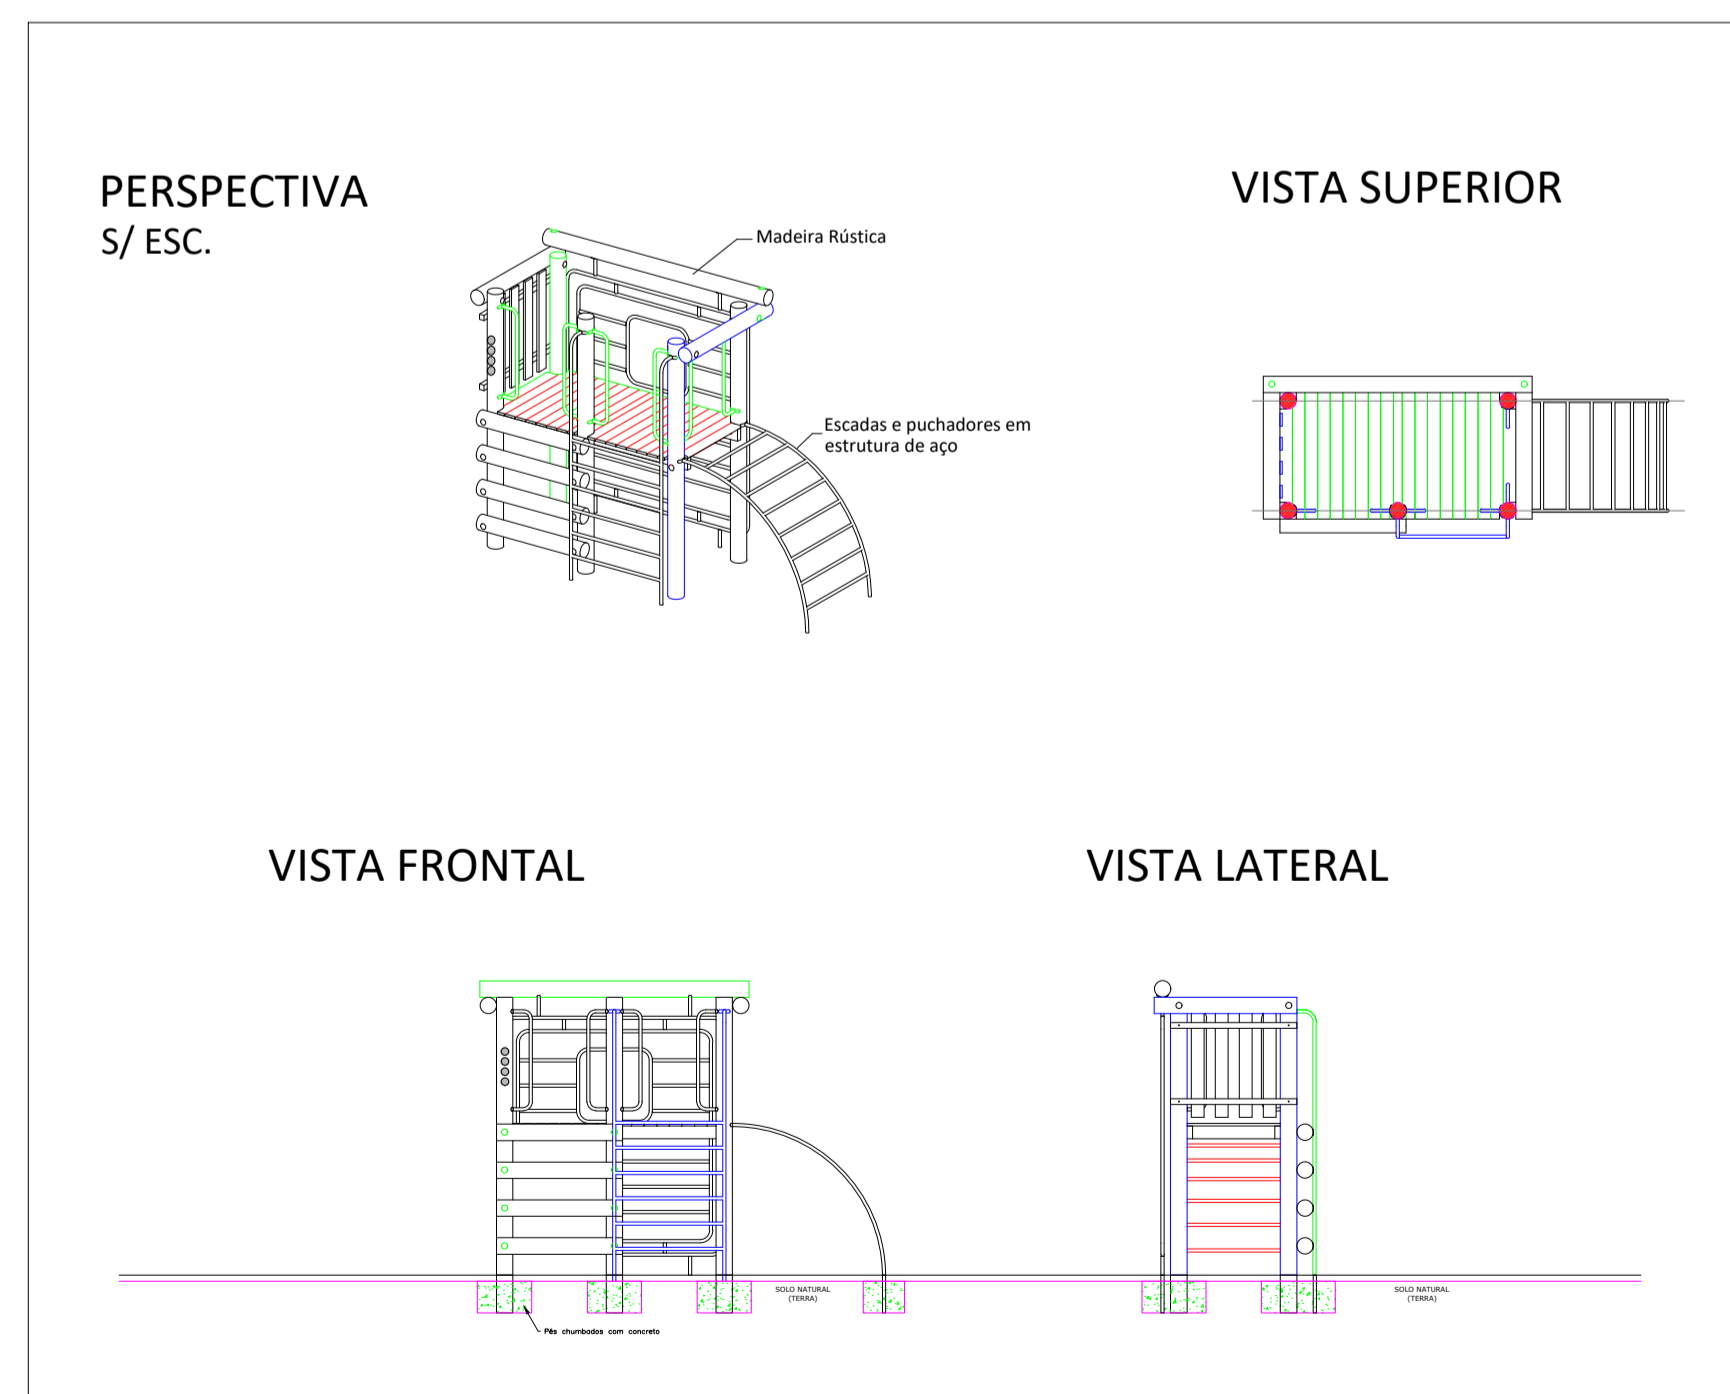 PERSPECTIVA
S/ ESC.
VISTA SUPERIOR
Madeira Rústica
Escadas e puchadores em
estrutura de aço
VISTA FRONTAL
VISTA LATERAL
SOLO NATURAL
(TERRA)
SOLO NATURAL
(TERRA)
Pés chumbados com concreto